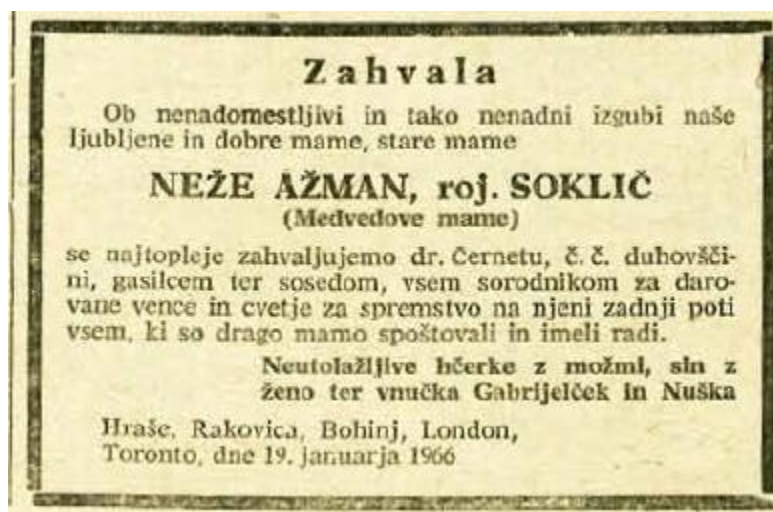 Zahvala
Ob nenadomestljivi in tako nenadni izgubi naše
ljubljene in dobre mame, stare mame
NEŽE AŽMAN, roj. SOKLIČ
(Medvedove mame)
se najtopleje zahvaljujemo dr. Černetu, č. č. duhovšči-
ni, gasilcem ter sosedom, vsem sorodnikom za daro-
vane vence in cvetje za spremstvo na njeni zadnji poti
vsem, ki so drago mamo spoštovali in imeli radi.
Neutolažljive hčerke z možmi, sin z
ženo ter vnučka Gabrijelček in Nuška
Hraše, Rakovica, Bohinj, London,
Toronto, dne 19. januarja 1966